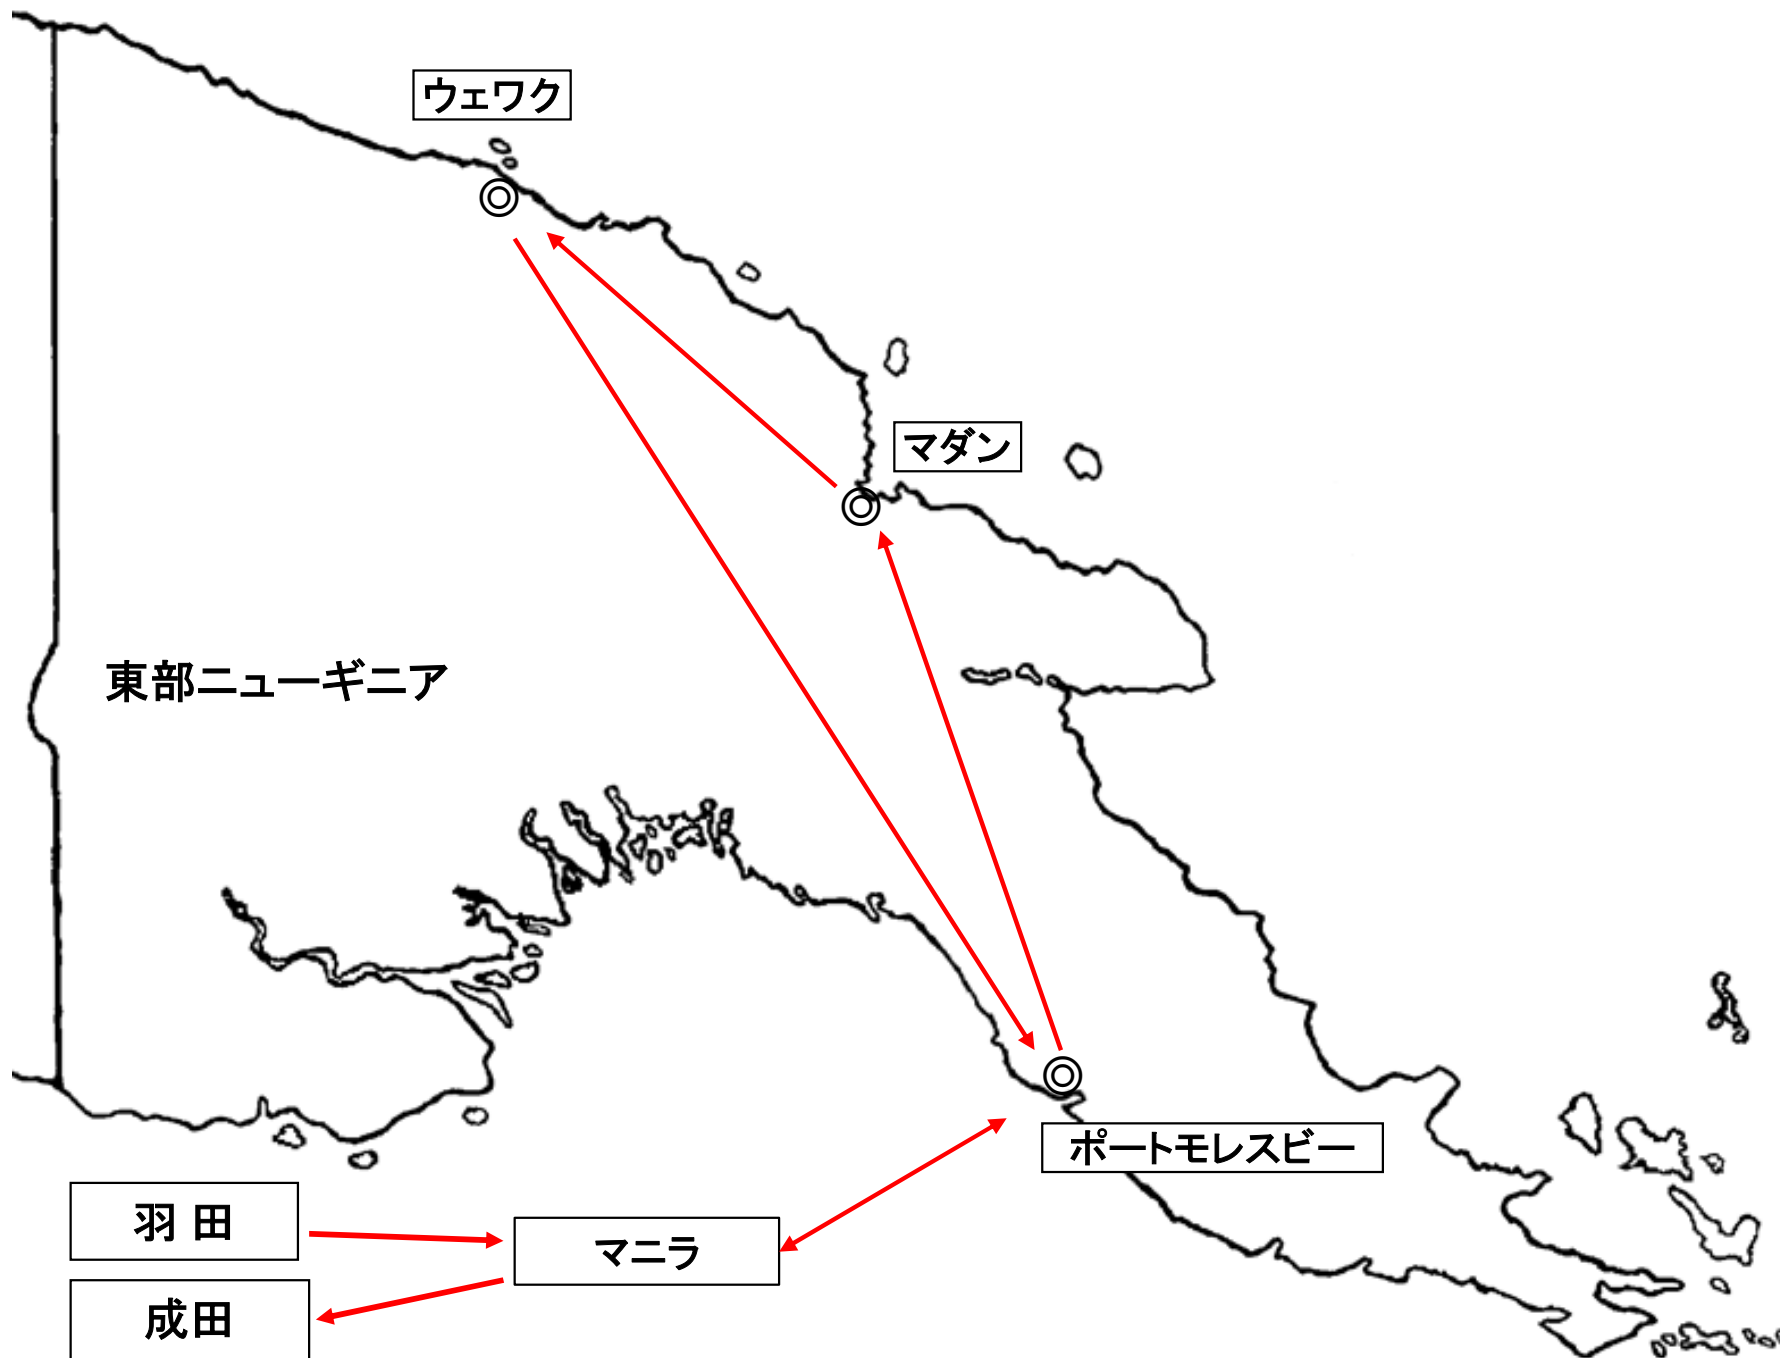 ウェワク
マダン
東部ニューギニア
ポートモレスビー
羽田
マニラ
成田